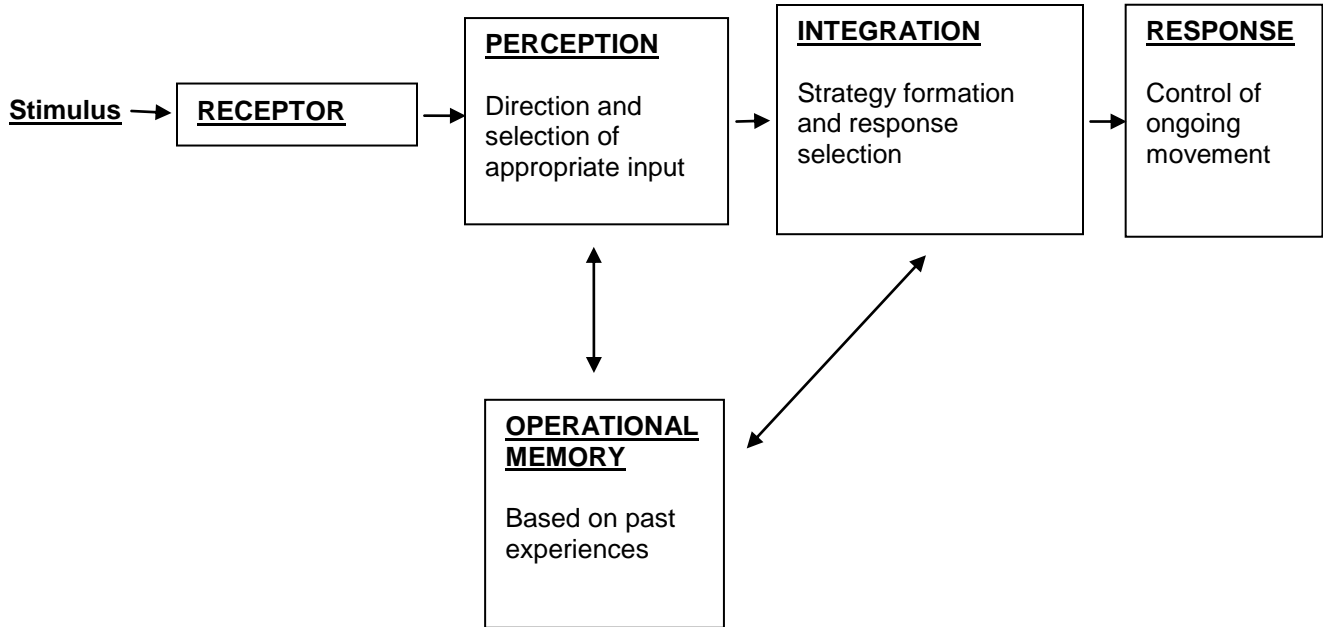 Stimulus
RECEPTOR
PERCEPTION
Direction and
selection of
appropriate input
INTEGRATION
Strategy formation
and response
selection
RESPONSE
Control of
ongoing
movement
OPERATIONAL
MEMORY
Based on past
experiences